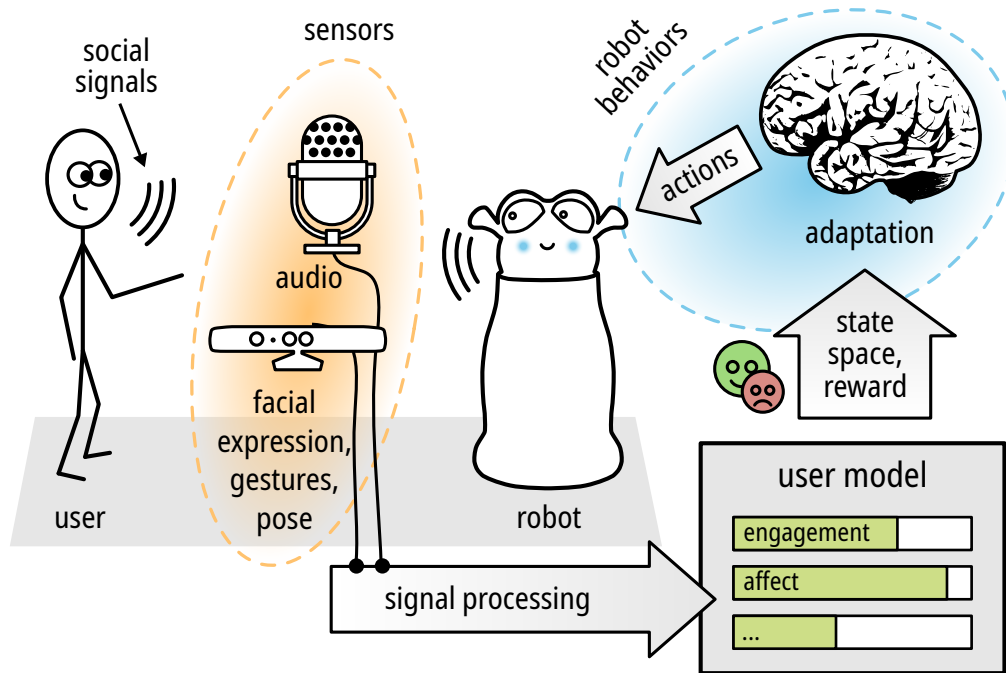 social
signals
sensors
robot
behaviors
actions
adaptation
audio
facial
expression,
gestures,
pose
user
robot
state
space,
reward
user model
engagement
affect
...
signal processing